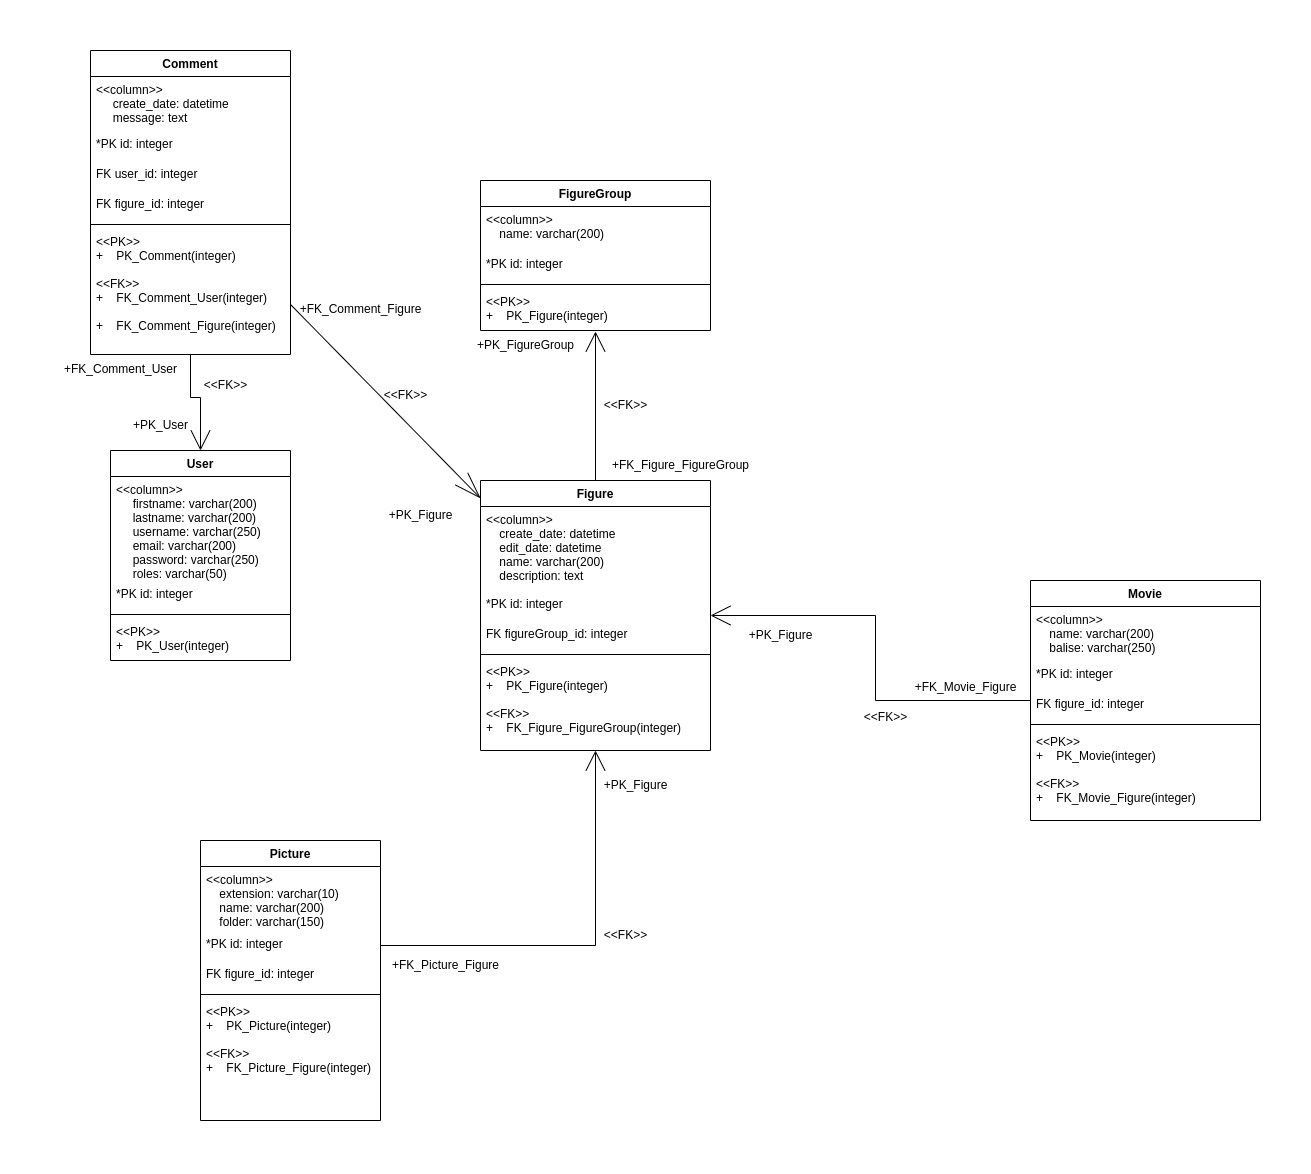 Comment
<<column>>
create_date: datetime
message: text
*PK id: integer
FK user_id: integer
FK figure_id: integer
<<PK>>
+ PK_Comment(integer)
<<FK>>
+ FK_Comment_User(integer)
+ FK_Comment_Figure(integer)
+FK_Comment_Figure
<<FK>>
+PK_Figure
+FK_Comment_User
<<FK>>
+PK_User
User
<<column>>
firstname: varchar(200)
lastname: varchar(200)
username: varchar(250)
email: varchar(200)
password: varchar(250)
roles: varchar(50)
*PK id: integer
<<PK>>
+ PK_User(integer)
FigureGroup
<<column>>
name: varchar(200)
*PK id: integer
<<PK>>
+ PK_Figure(integer)
+PK_FigureGroup
<<FK>>
+FK_Figure_FigureGroup
Figure
<<column>>
create_date: datetime
edit_date: datetime
name: varchar(200)
description: text
*PK id: integer
FK figureGroup_id: integer
<<PK>>
+ PK_Figure(integer)
<<FK>>
+ FK_Figure_FigureGroup(integer)
+PK_Figure
+FK_Movie_Figure
<<FK>>
Movie
<<column>>
name: varchar(200)
balise: varchar(250)
*PK id: integer
FK figure_id: integer
<<PK>>
+ PK_Movie(integer)
<<FK>>
+ FK_Movie_Figure(integer)
+PK_Figure
<<FK>>
+FK_Picture_Figure
Picture
<<column>>
extension: varchar(10)
name: varchar(200)
folder: varchar(150)
*PK id: integer
FK figure_id: integer
<<PK>>
+ PK_Picture(integer)
<<FK>>
+ FK_Picture_Figure(integer)